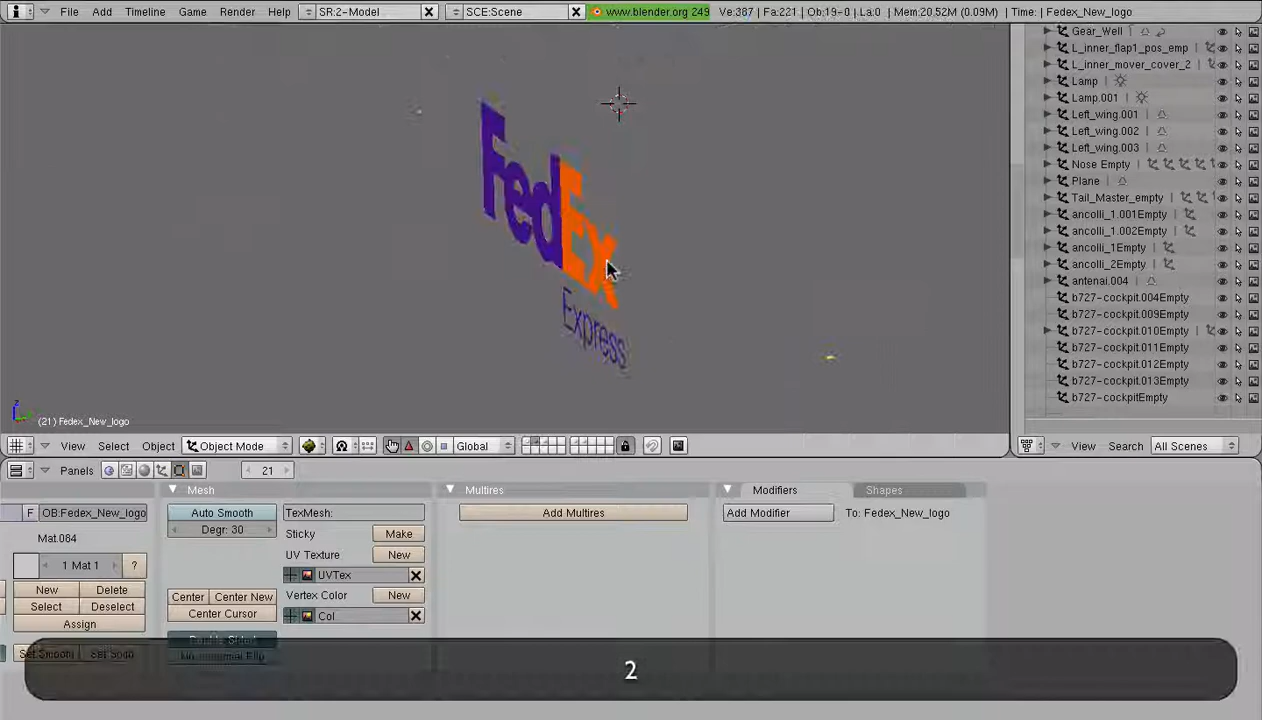 File Add Timeline Game Render Help SR:2-Model SCE:Scene www.blender.org 249 Ve:387 | Fa:221 | Ob:19-0 | La:0 | Mem:20.52M (0.09M) | Time: | Fedex_New_logo
Gear_Well
L_inner_flap1_pos_emp
L_inner_mover_cover_2
Lamp
Lamp.001
Left_wing.001
Left_wing.002
Left_wing.003
Nose Empty
Plane
Tail_Master_empty
ancolli_1.001Empty
ancolli_1.002Empty
ancolli_1Empty
ancolli_2Empty
antenai.004
b727-cockpit.004Empty
b727-cockpit.009Empty
b727-cockpit.010Empty
b727-cockpit.011Empty
b727-cockpit.012Empty
b727-cockpit.013Empty
b727-cockpitEmpty
FedEx
Express
z
(21) Fedex_New_logo
View Select Object Object Mode Global View Search All Scenes
Panels 21
Mesh Multires Modifiers Shapes
F OB:Fedex_New_logo Auto Smooth TexMesh: Add Multires Add Modifier To: Fedex_New_logo
Degr: 30
Mat.084 Sticky Make
1 Mat 1 ? UV Texture New
UVTex
New Delete Center Center New Vertex Color New
Select Deselect Center Cursor Col
Assign
Double Sided
Set Smooth Set Solid No V.Normal Flip
2